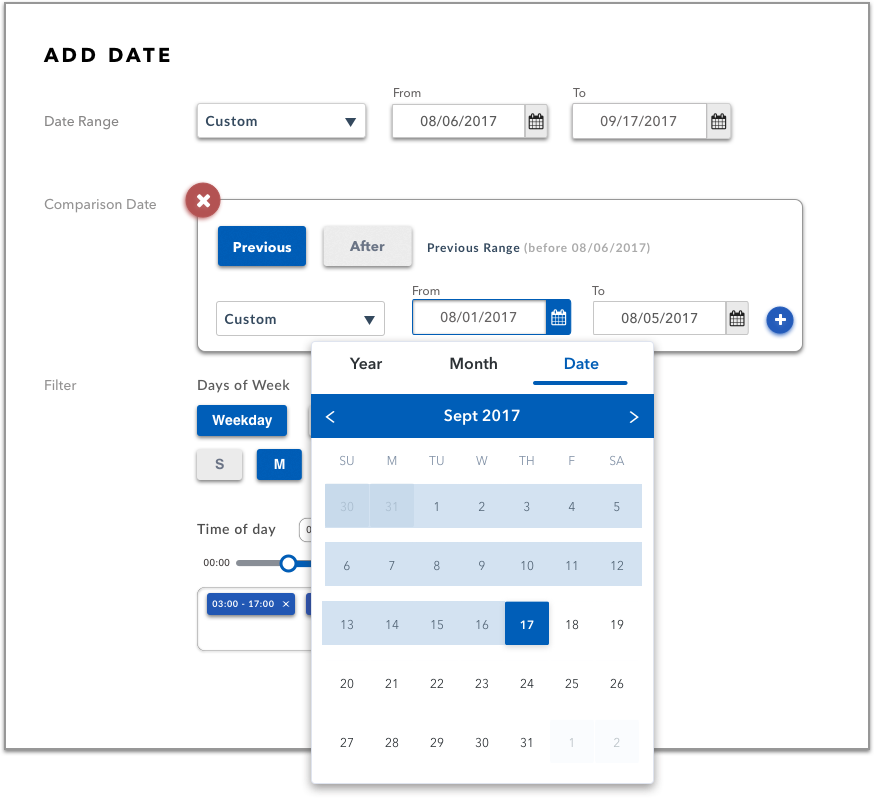 ADD DATE
From To
Date Range Custom 08/06/2017 09/17/2017
Comparison Date
Previous After Previous Range (before 08/06/2017)
From To
Custom 08/01/2017 08/05/2017
Year Month Date
Filter Days of Week
Weekday < Sept 2017 >
S M
SU M TU W TH F SA
30 31 1 2 3 4 5
Time of day
00:00
6 7 8 9 10 11 12
03:00 - 17:00 ×
13 14 15 16 17 18 19
20 21 22 23 24 25 26
27 28 29 30 31 1 2